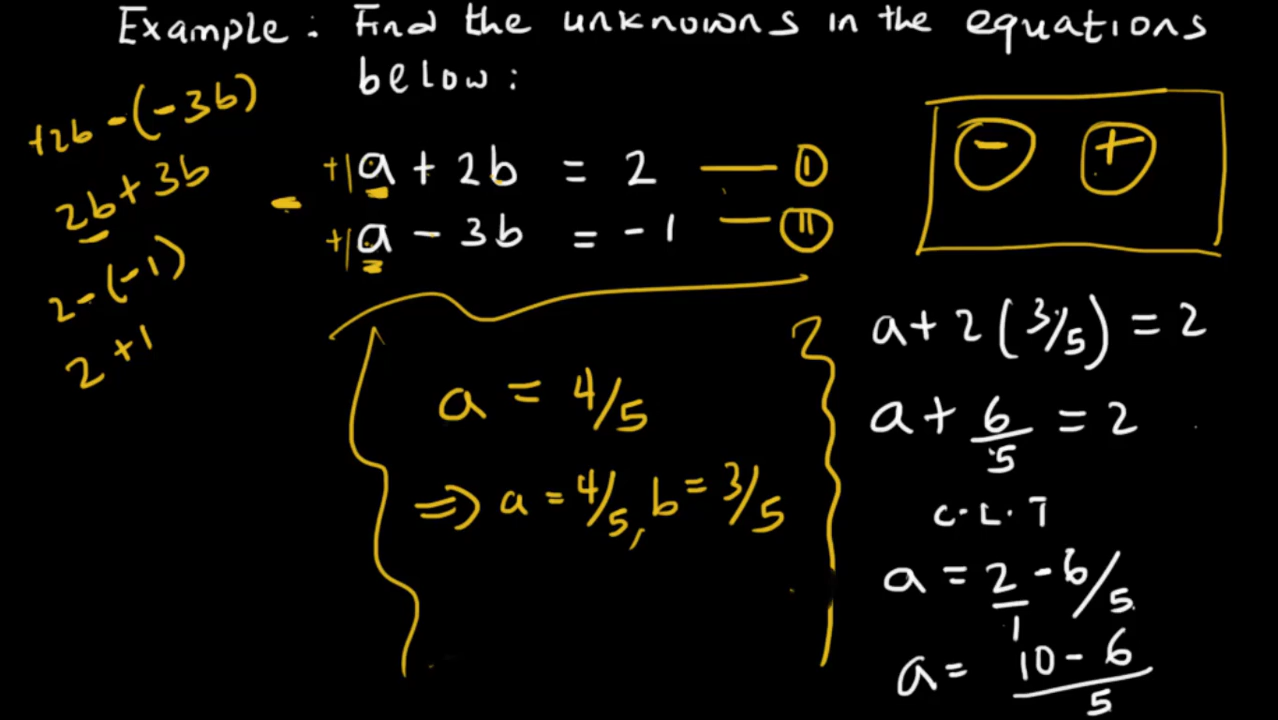 Example: Find the unknowns in the equations
below:
+2b - (-3b)
2b + 3b
2 - (-1)
2 + 1
- +1a + 2b = 2 — I
+1a - 3b = -1 — II
- +
a = 4/5
⇒ a = 4/5, b = 3/5
a + 2(3/5) = 2
a + 6/5 = 2
C.L.T
a = 2/1 - 6/5
a = 10 - 6/5